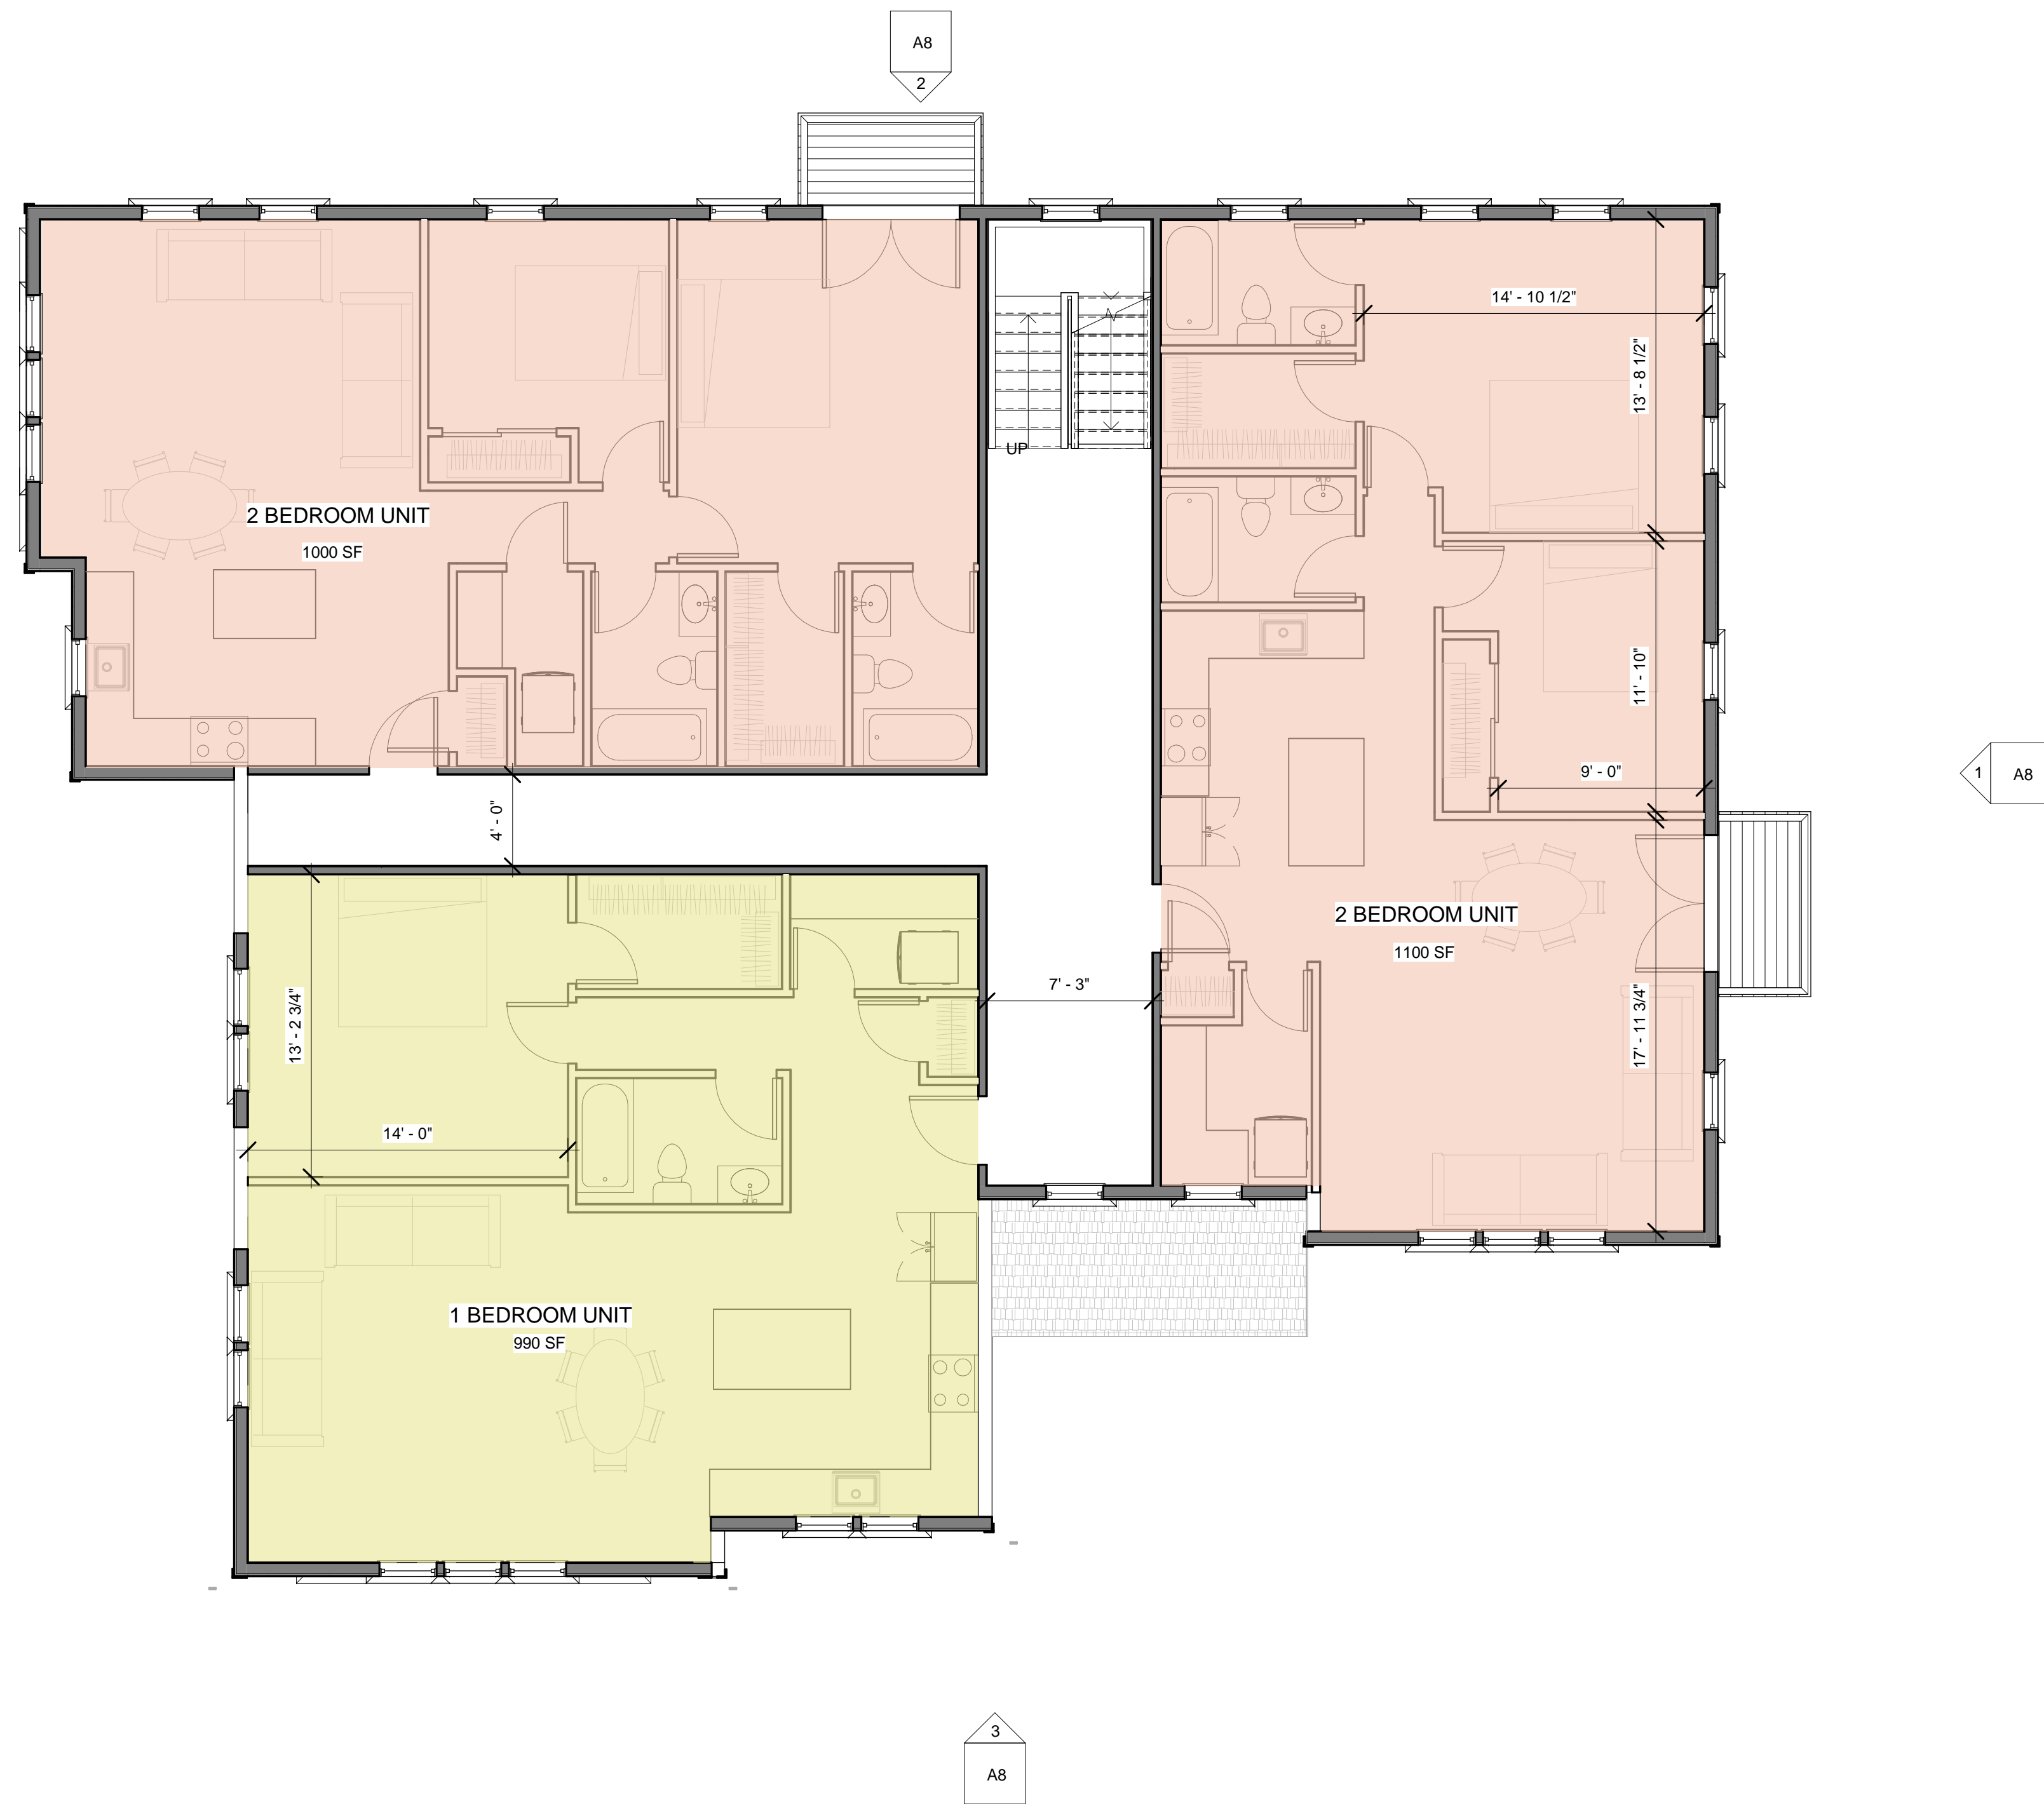 A8
2
14' - 10 1/2"
13' - 8 1/2"
UP
2 BEDROOM UNIT
1000 SF
11' - 10"
9' - 0"
1
A8
4' - 0"
2 BEDROOM UNIT
1100 SF
7' - 3"
13' - 2 3/4"
17' - 11 3/4"
14' - 0"
1 BEDROOM UNIT
990 SF
3
A8